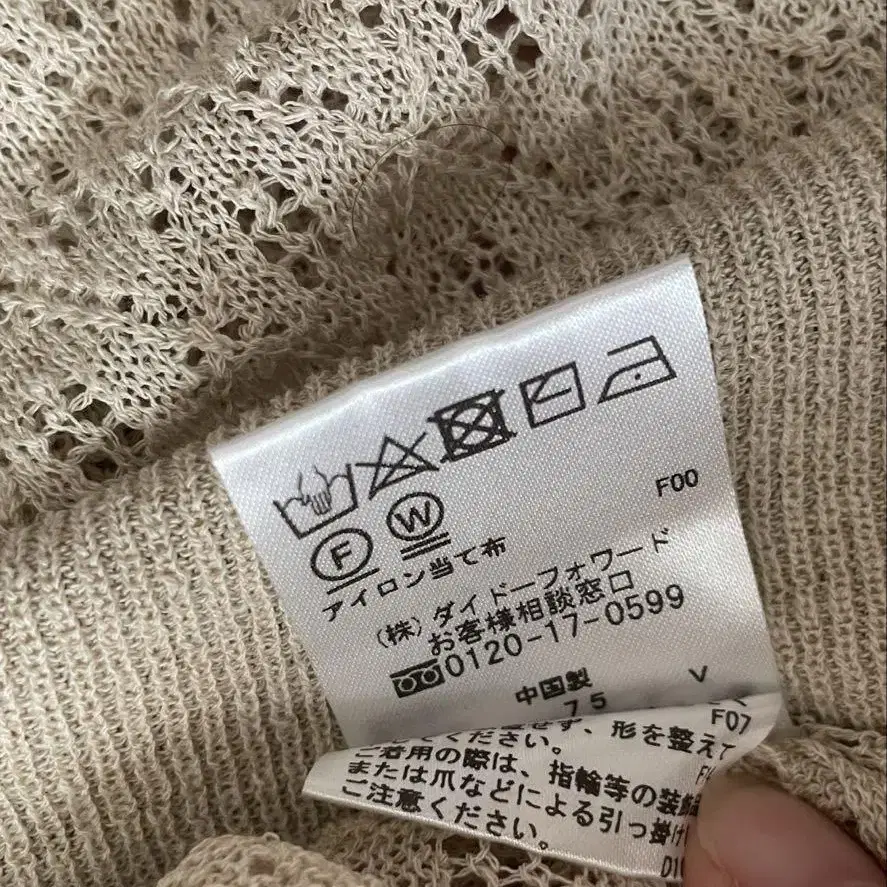 F00
F W
アイロン当て布
(株)ダイドーフォワード
お客様相談窓口
0120-17-0599
中国製 V
75
F07
せず、形を整えて
ください。
ご着用の際は、指輪等の装飾
または爪などによる引っ掛け
ご注意ください。